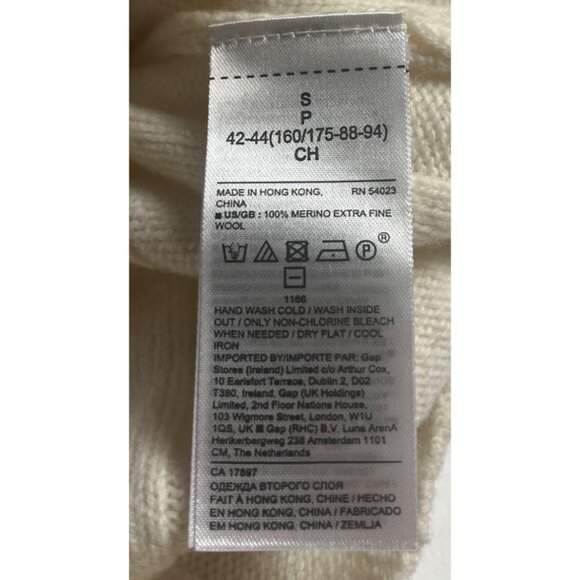 S
P
42-44(160/175-88-94)
CH
MADE IN HONG KONG, RN 54023
CHINA
■ US/GB : 100% MERINO EXTRA FINE
WOOL
P ®
1166
HAND WASH COLD / WASH INSIDE
OUT / ONLY NON-CHLORINE BLEACH
WHEN NEEDED / DRY FLAT / COOL
IRON
IMPORTED BY/IMPORTE PAR: Gap
Stores (Ireland) Limited c/o Arthur Cox,
10 Earlsfort Terrace, Dublin 2, D02
T380, Ireland, Gap (UK Holdings)
Limited, 2nd Floor Nations House,
103 Wigmore Street, London, W1U
1QS, UK ■ Gap (RHC) B.V. Luna ArenA
Herikerbergweg 238 Amsterdam 1101
CM, The Netherlands
CA 17897
ОДЕЖДА ВТОРОГО СЛОЯ
FAIT À HONG KONG, CHINE / HECHO
EN HONG KONG, CHINA / FABRICADO
EM HONG KONG, CHINA / ZEMLJA